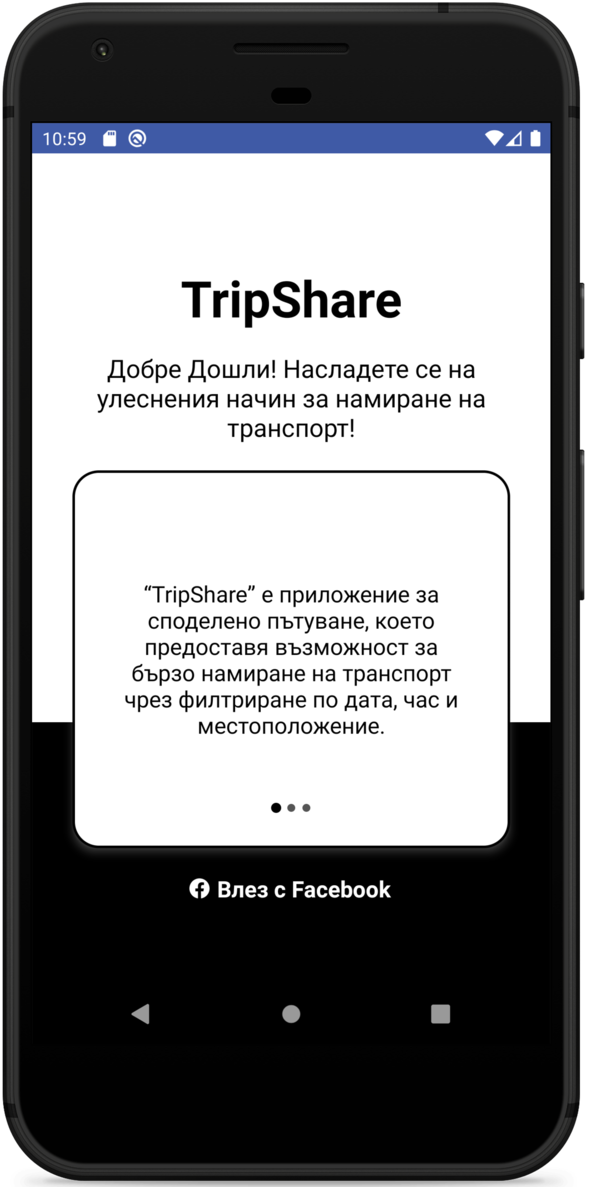 10:59
TripShare
Добре Дошли! Насладете се на
улеснения начин за намиране на
транспорт!
“TripShare” е приложение за
споделено пътуване, което
предоставя възможност за
бързо намиране на транспорт
чрез филтриране по дата, час и
местоположение.
Влез с Facebook